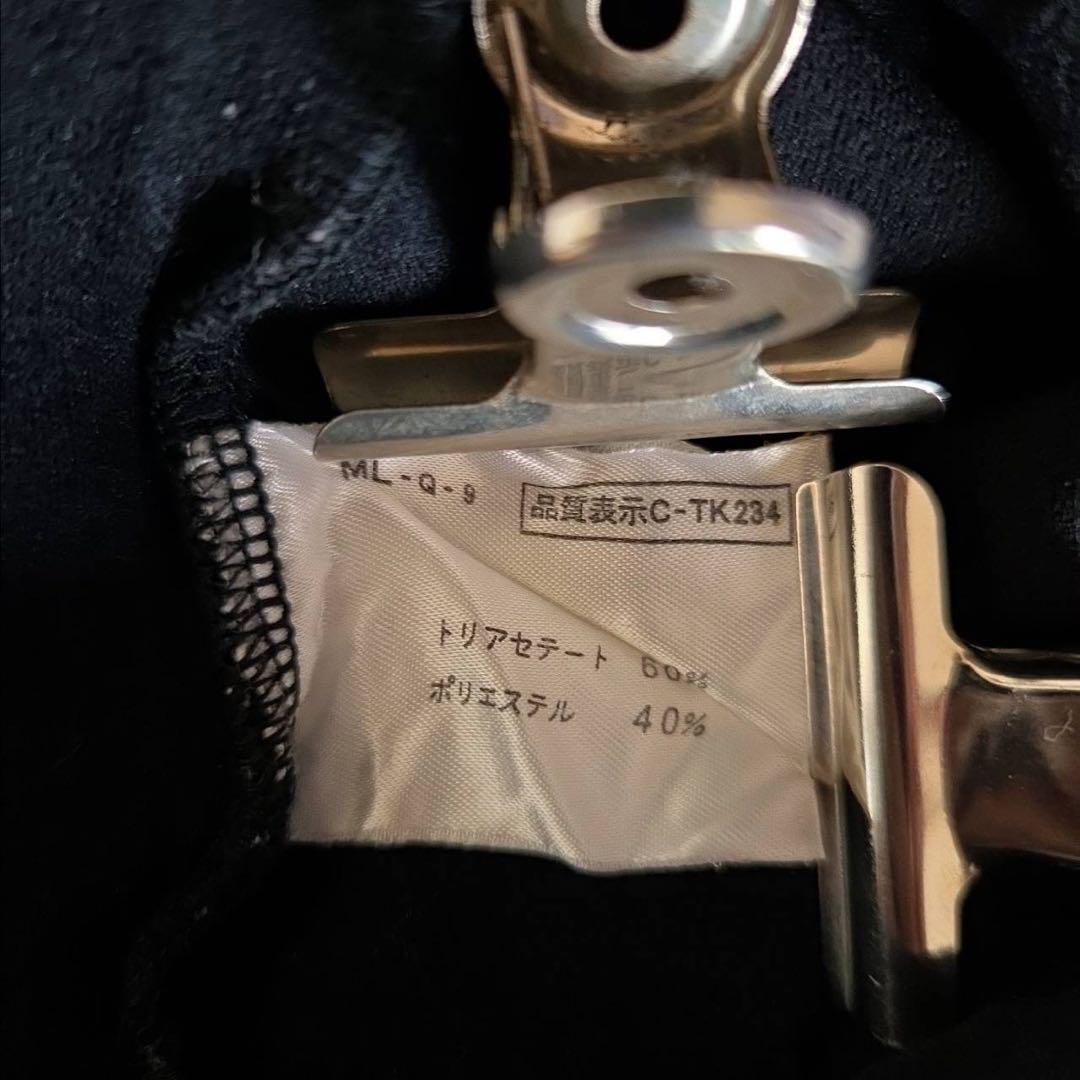 ML-Q-9
品質表示C-TK234
トリアセテート 60%
ポリエステル 40%